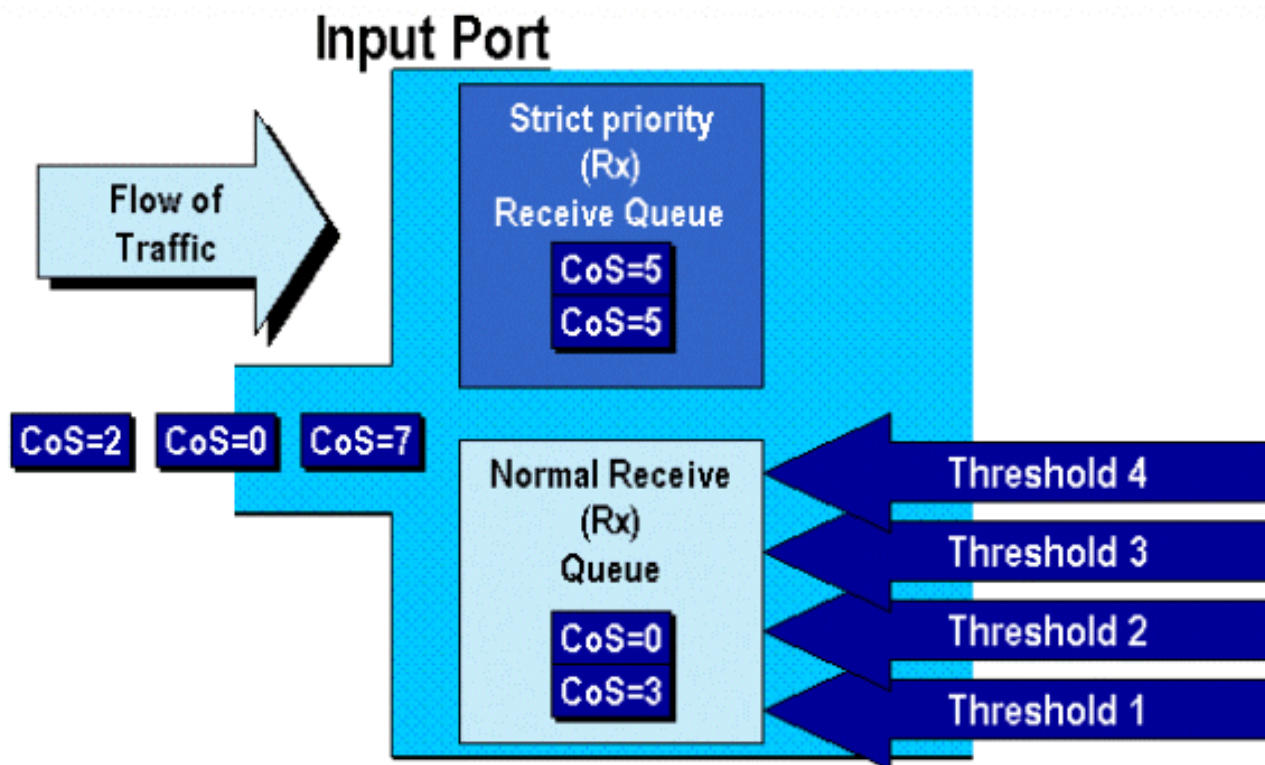 Input Port
Flow of
Traffic
Strict priority
(Rx)
Receive Queue
CoS=5
CoS=5
CoS=2
CoS=0
CoS=7
Normal Receive
(Rx)
Queue
CoS=0
CoS=3
Threshold 4
Threshold 3
Threshold 2
Threshold 1